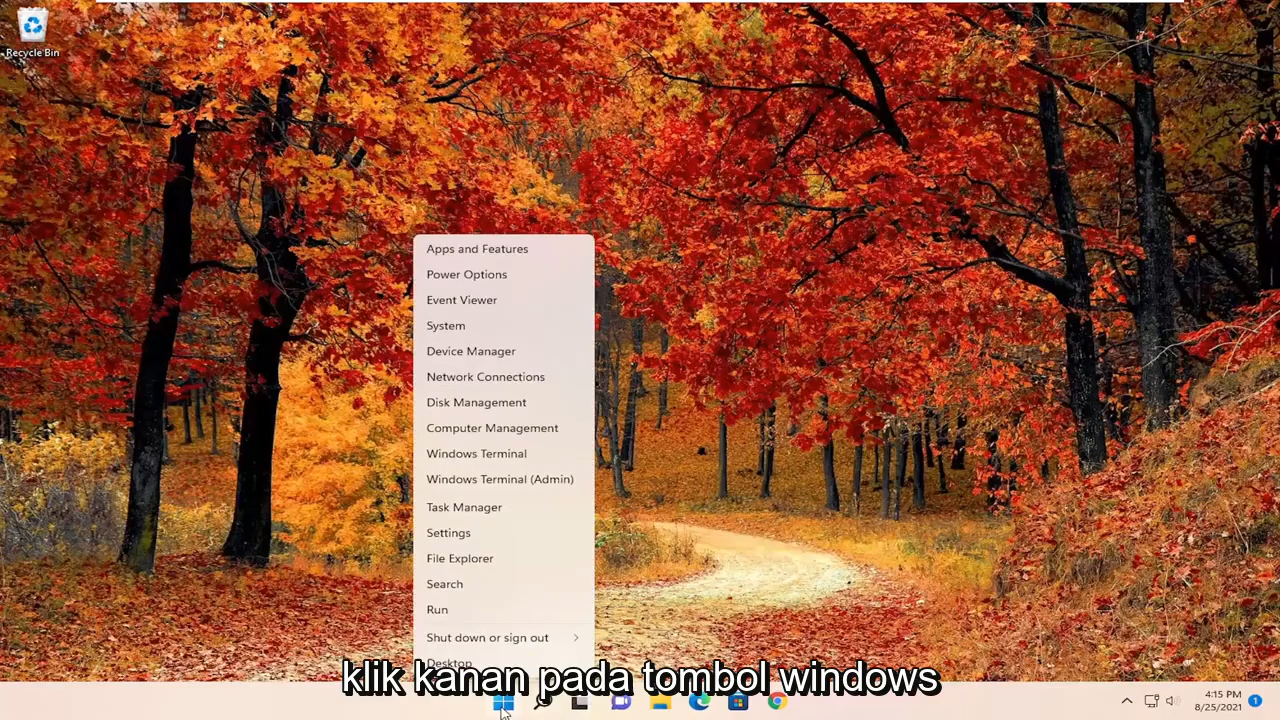 Recycle Bin
Apps and Features
Power Options
Event Viewer
System
Device Manager
Network Connections
Disk Management
Computer Management
Windows Terminal
Windows Terminal (Admin)
Task Manager
Settings
File Explorer
Search
Run
Shut down or sign out
Desktop
klik kanan pada tombol windows
4:15 PM
8/25/2021
1